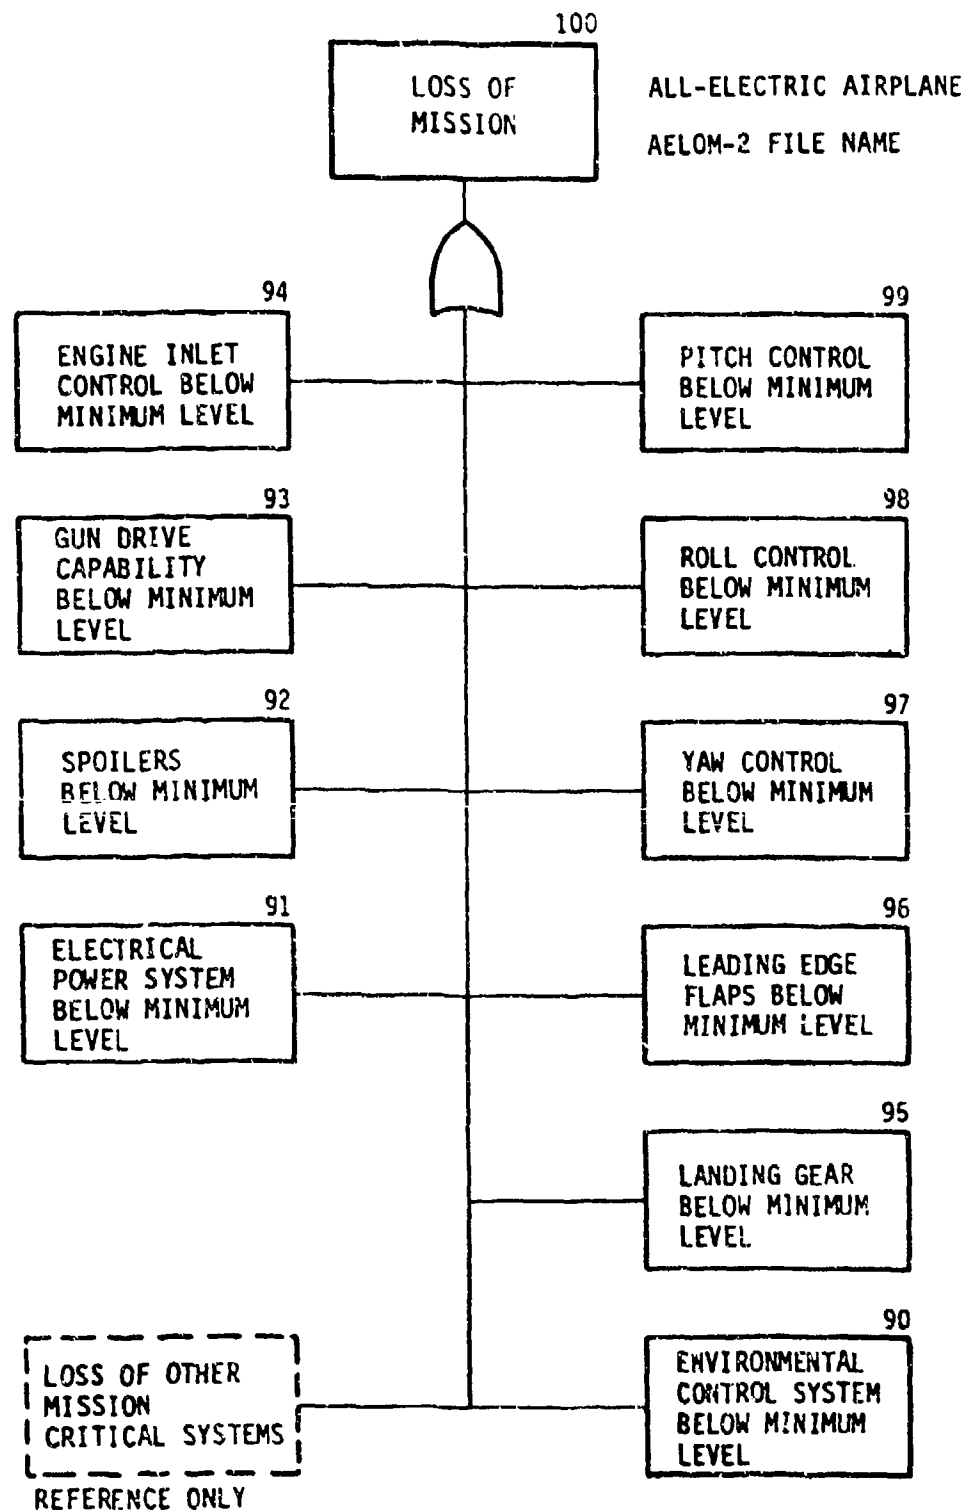 100
LOSS OF
MISSION
ALL-ELECTRIC AIRPLANE
AELOM-2 FILE NAME
94
ENGINE INLET
CONTROL BELOW
MINIMUM LEVEL
99
PITCH CONTROL
BELOW MINIMUM
LEVEL
93
GUN DRIVE
CAPABILITY
BELOW MINIMUM
LEVEL
98
ROLL CONTROL
BELOW MINIMUM
LEVEL
92
SPOILERS
BELOW MINIMUM
LEVEL
97
YAW CONTROL
BELOW MINIMUM
LEVEL
91
ELECTRICAL
POWER SYSTEM
BELOW MINIMUM
LEVEL
96
LEADING EDGE
FLAPS BELOW
MINIMUM LEVEL
95
LANDING GEAR
BELOW MINIMUM
LEVEL
LOSS OF OTHER
MISSION
CRITICAL SYSTEMS
REFERENCE ONLY
90
ENVIRONMENTAL
CONTROL SYSTEM
BELOW MINIMUM
LEVEL